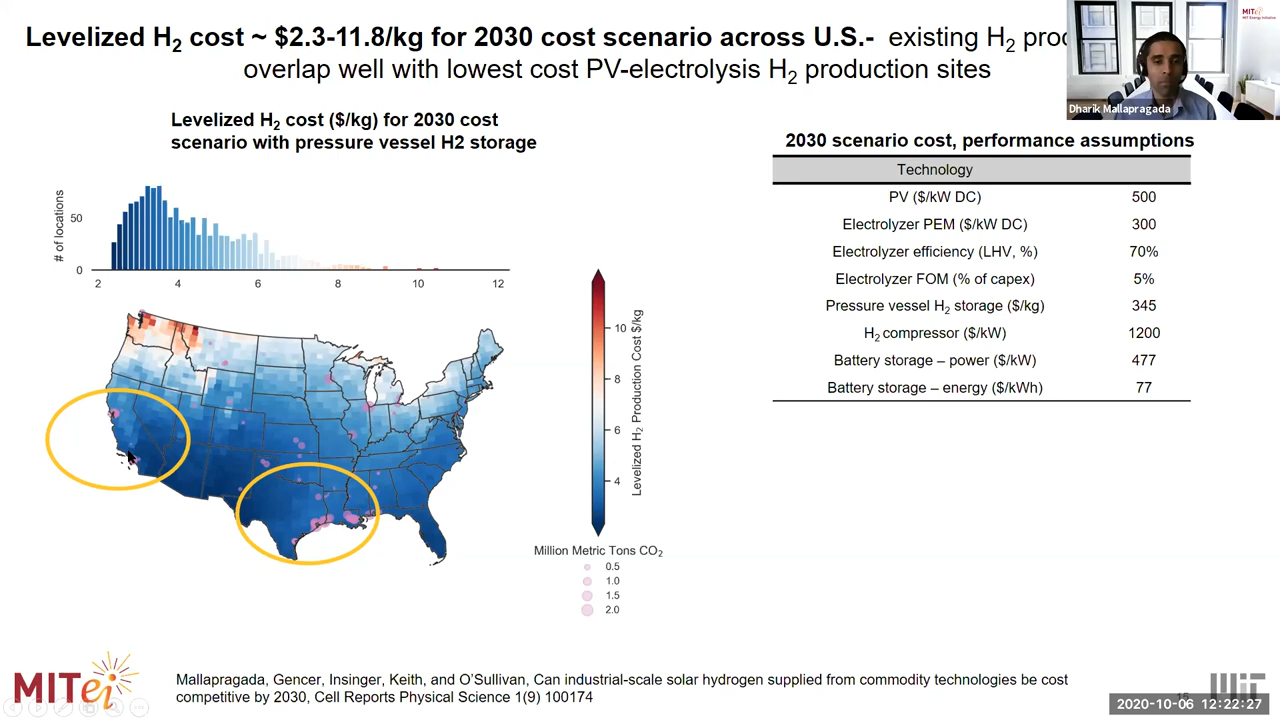 Levelized H₂ cost ~ $2.3-11.8/kg for 2030 cost scenario across U.S.- existing H₂
overlap well with lowest cost PV-electrolysis H₂ production sites
MITei
MIT Energy Initiative
Dharik Mallapragada
Levelized H₂ cost ($/kg) for 2030 cost
scenario with pressure vessel H2 storage
# of locations
50
0
2 4 6 8 10 12
10
8
6
4
Levelized H₂ Production Cost $/kg
Million Metric Tons CO₂
0.5
1.0
1.5
2.0
2030 scenario cost, performance assumptions
Technology
PV ($/kW DC) 500
Electrolyzer PEM ($/kW DC) 300
Electrolyzer efficiency (LHV, %) 70%
Electrolyzer FOM (% of capex) 5%
Pressure vessel H₂ storage ($/kg) 345
H₂ compressor ($/kW) 1200
Battery storage – power ($/kW) 477
Battery storage – energy ($/kWh) 77
MITei
Mallapragada, Gencer, Insinger, Keith, and O'Sullivan, Can industrial-scale solar hydrogen supplied from commodity technologies be cost
competitive by 2030, Cell Reports Physical Science 1(9) 100174
MIT
2020-10-06 12:22:27